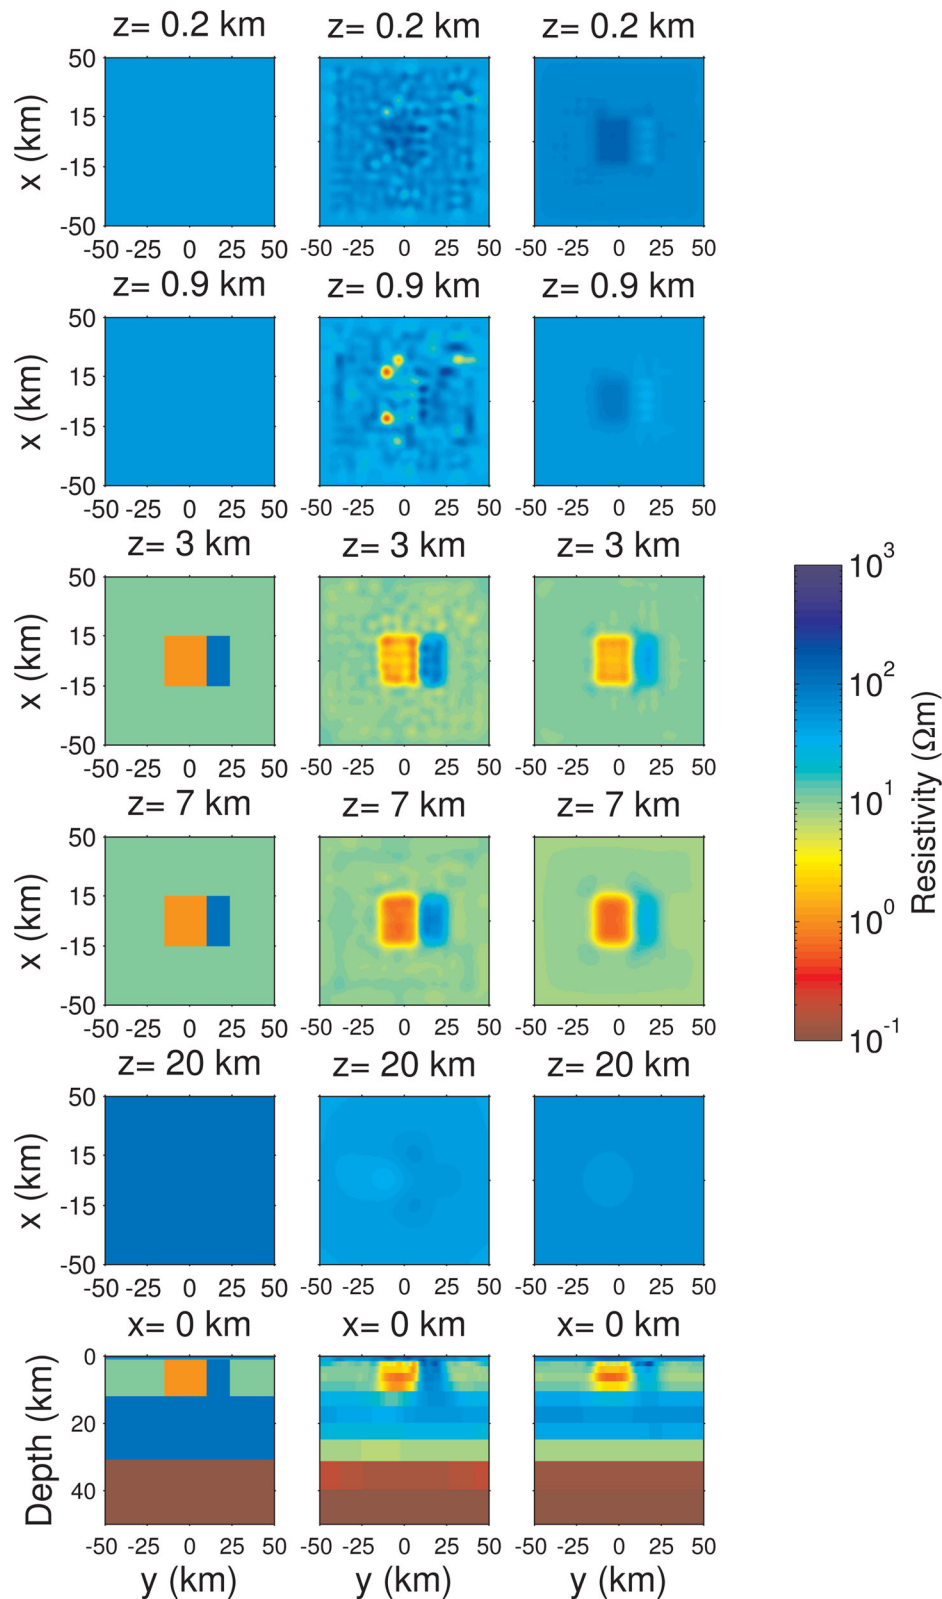 z= 0.2 km z= 0.2 km z= 0.2 km
50
15
-15
-50
x (km)
-50 -25 0 25 50 -50 -25 0 25 50 -50 -25 0 25 50
z= 0.9 km z= 0.9 km z= 0.9 km
50
15
-15
-50
x (km)
-50 -25 0 25 50 -50 -25 0 25 50 -50 -25 0 25 50
z= 3 km z= 3 km z= 3 km
50
15
-15
-50
x (km)
-50 -25 0 25 50 -50 -25 0 25 50 -50 -25 0 25 50
z= 7 km z= 7 km z= 7 km
50
15
-15
-50
x (km)
-50 -25 0 25 50 -50 -25 0 25 50 -50 -25 0 25 50
z= 20 km z= 20 km z= 20 km
50
15
-15
-50
x (km)
-50 -25 0 25 50 -50 -25 0 25 50 -50 -25 0 25 50
x= 0 km x= 0 km x= 0 km
0
20
40
Depth (km)
-50 -25 0 25 50 -50 -25 0 25 50 -50 -25 0 25 50
y (km) y (km) y (km)
10³
10²
10¹
10⁰
10⁻¹
Resistivity (Ωm)